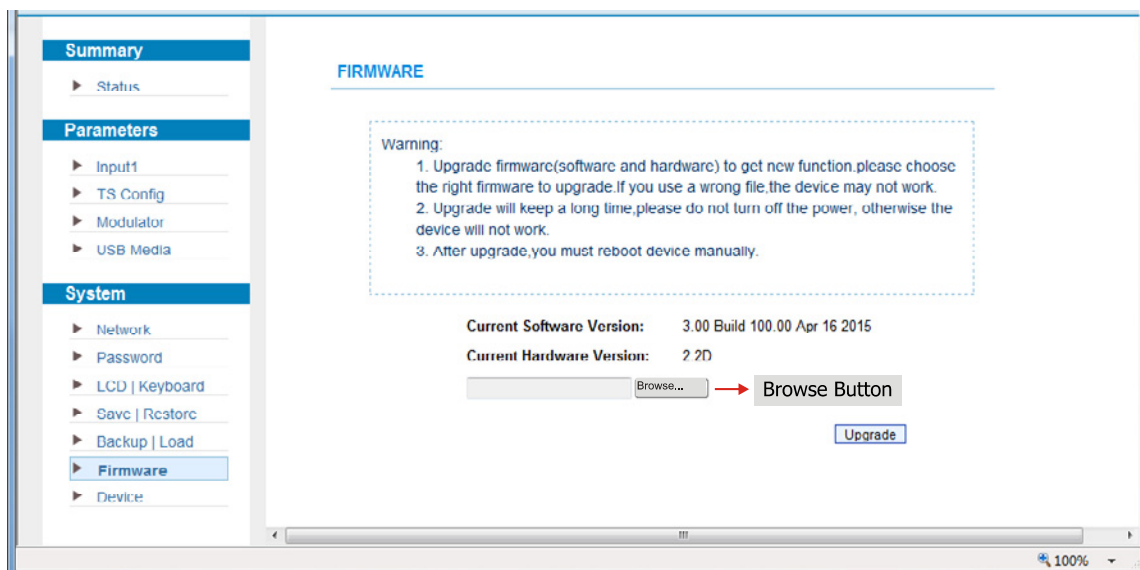 Summary
Status
Parameters
Input1
TS Config
Modulator
USB Media
System
Network
Password
LCD | Keyboard
Save | Restore
Backup | Load
Firmware
Device
FIRMWARE
Warning:
1. Upgrade firmware(software and hardware) to get new function.please choose
the right firmware to upgrade.If you use a wrong file,the device may not work.
2. Upgrade will keep a long time,please do not turn off the power, otherwise the
device will not work.
3. After upgrade,you must reboot device manually.
Current Software Version: 3.00 Build 100.00 Apr 16 2015
Current Hardware Version: 2.2D
Browse... Browse Button
Upgrade
100%